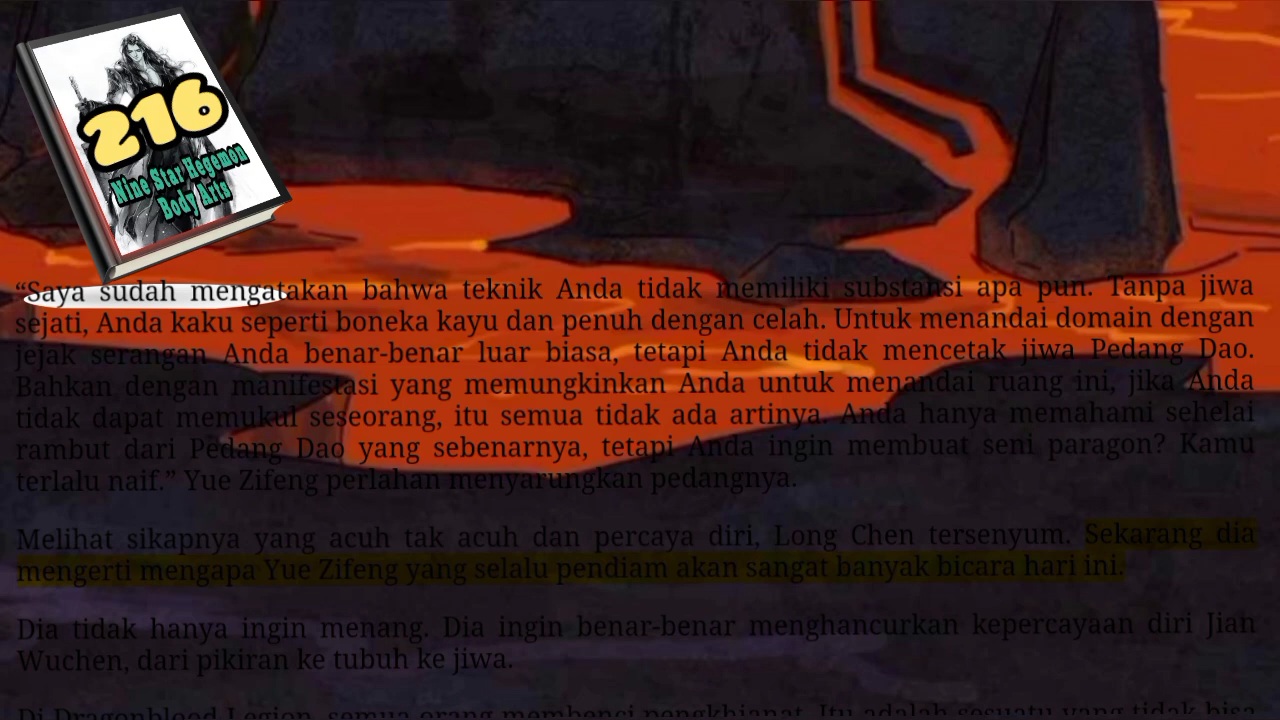 216
Nine Star Hegemon
Body Arts
“Saya sudah mengatakan bahwa teknik Anda tidak memiliki substansi apa pun. Tanpa jiwa
sejati, Anda kaku seperti boneka kayu dan penuh dengan celah. Untuk menandai domain dengan
jejak serangan Anda benar-benar luar biasa, tetapi Anda tidak mencetak jiwa Pedang Dao.
Bahkan dengan manifestasi yang memungkinkan Anda untuk menandai ruang ini, jika Anda
tidak dapat memukul seseorang, itu semua tidak ada artinya. Anda hanya memahami sehelai
rambut dari Pedang Dao yang sebenarnya, tetapi Anda ingin membuat seni paragon? Kamu
terlalu naif.” Yue Zifeng perlahan menyarungkan pedangnya.
Melihat sikapnya yang acuh tak acuh dan percaya diri, Long Chen tersenyum. Sekarang dia
mengerti mengapa Yue Zifeng yang selalu pendiam akan sangat banyak bicara hari ini.
Dia tidak hanya ingin menang. Dia ingin benar-benar menghancurkan kepercayaan diri Jian
Wuchen, dari pikiran ke tubuh ke jiwa.
Di Dragonblood Legion, semua orang membenci pengkhianat. Itu adalah sesuatu yang tidak bisa